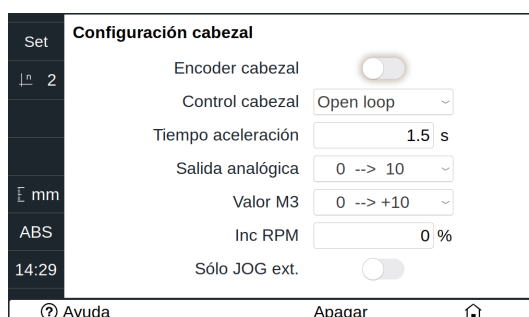 Set
2
mm
ABS
14:29
Configuración cabezal
Encoder cabezal
Control cabezal Open loop
Tiempo aceleración 1.5 s
Salida analógica 0 --> 10
Valor M3 0 --> +10
Inc RPM 0 %
Sólo JOG ext.
? Ayuda Apagar